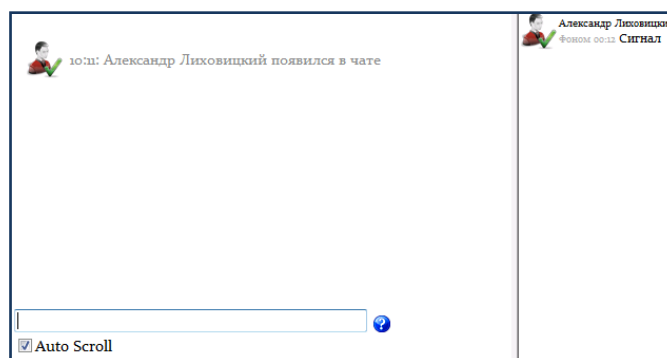 10:11: Александр Лиховицкий появился в чате
Auto Scroll
Александр Лиховицки
Фоном 00:12 Сигнал